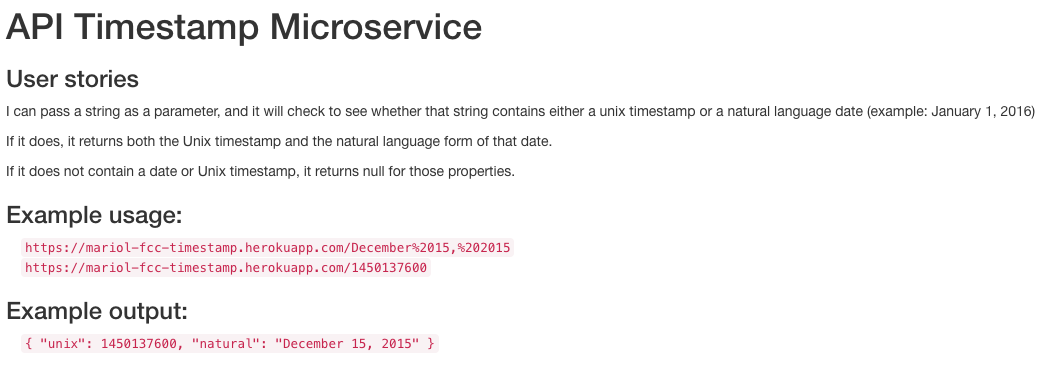 API Timestamp Microservice
User stories
I can pass a string as a parameter, and it will check to see whether that string contains either a unix timestamp or a natural language date (example: January 1, 2016)
If it does, it returns both the Unix timestamp and the natural language form of that date.
If it does not contain a date or Unix timestamp, it returns null for those properties.
Example usage:
https://mariol-fcc-timestamp.herokuapp.com/December%2015,%202015
https://mariol-fcc-timestamp.herokuapp.com/1450137600
Example output:
{ "unix": 1450137600, "natural": "December 15, 2015" }